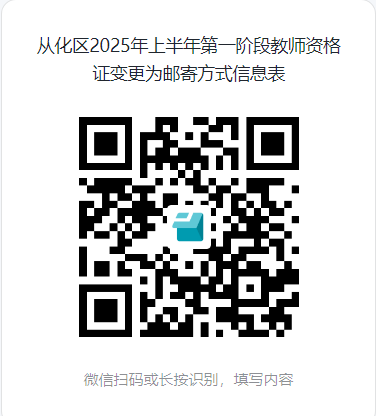 从化区2025年上半年第一阶段教师资格
证变更为邮寄方式信息表
微信扫码或长按识别，填写内容